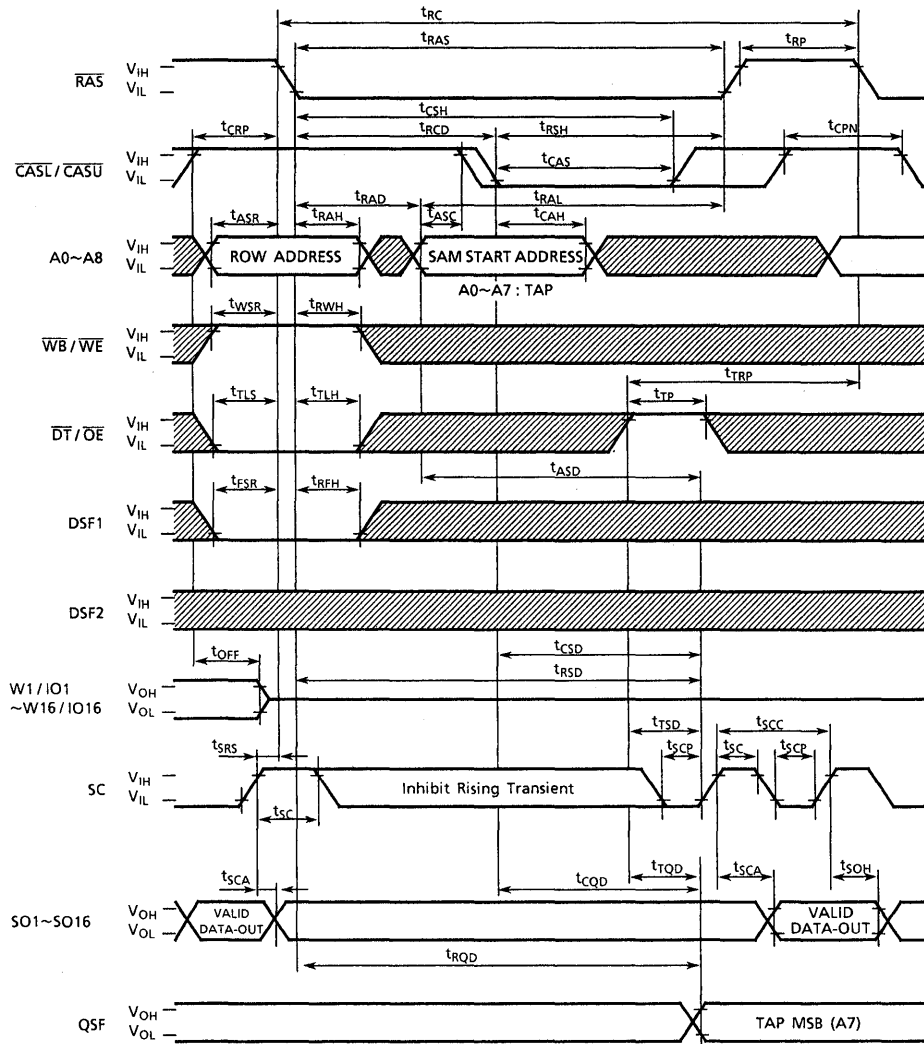 tRC
tRAS
tRP
RAS
VIH
VIL
tCSH
tCRP
tRCD
tRSH
tCPN
CASL / CASU
VIH
VIL
tCAS
tRAD
tRAL
tASR
tRAH
tASC
tCAH
A0~A8
VIH
VIL
ROW ADDRESS
SAM START ADDRESS
A0~A7 : TAP
tWSR
tRWH
WB / WE
VIH
VIL
tTRP
tTLS
tTLH
tTP
DT / OE
VIH
VIL
tASD
tFSR
tRFH
DSF1
VIH
VIL
DSF2
VIH
VIL
tOFF
tCSD
tRSD
W1 / IO1
~W16 / IO16
VOH
VOL
tTSD
tSCC
tSRS
tSCP
tSC
tSCP
SC
VIH
VIL
Inhibit Rising Transient
tSC
tSCA
tCQD
tTQD
tSCA
tSOH
SO1~SO16
VOH
VOL
VALID
DATA-OUT
VALID
DATA-OUT
tRQD
QSF
VOH
VOL
TAP MSB (A7)